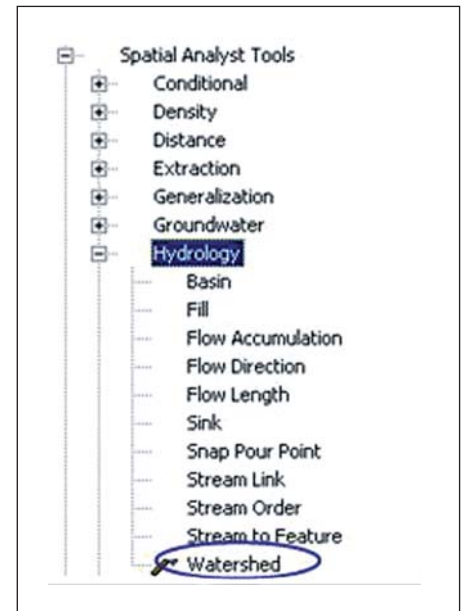 Spatial Analyst Tools
Conditional
Density
Distance
Extraction
Generalization
Groundwater
Hydrology
Basin
Fill
Flow Accumulation
Flow Direction
Flow Length
Sink
Snap Pour Point
Stream Link
Stream Order
Stream to Feature
Watershed